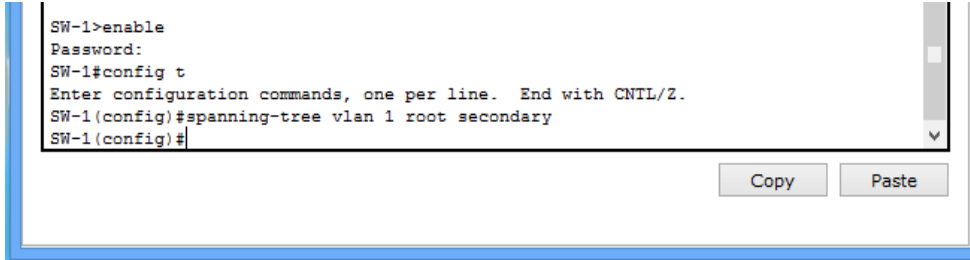 SW-1>enable
Password:
SW-1#config t
Enter configuration commands, one per line.  End with CNTL/Z.
SW-1(config)#spanning-tree vlan 1 root secondary
SW-1(config)#
Copy Paste